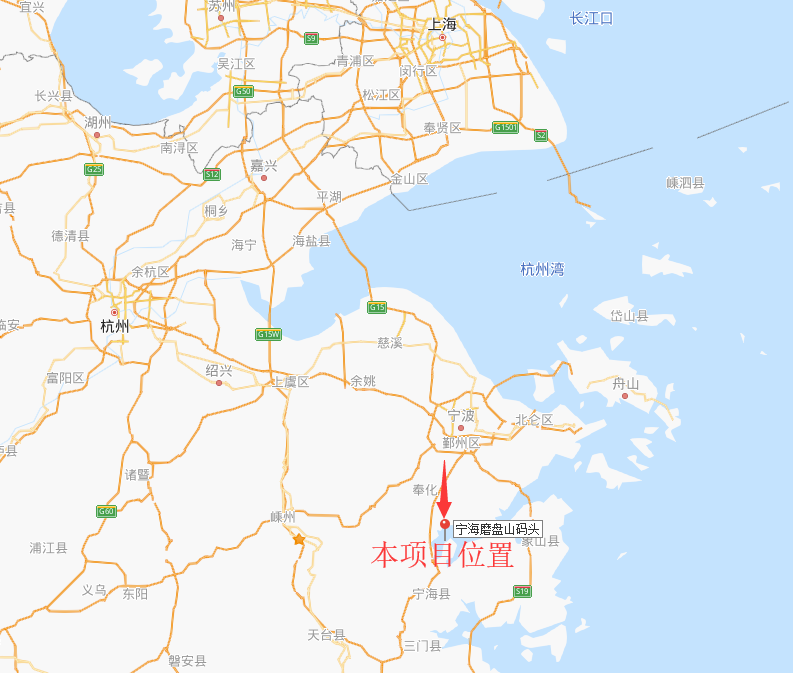 宜兴
苏州
上海
长江口
S9
吴江区
青浦区
闵行区
G50
长兴县
松江区
湖州
奉贤区
G1501
S2
南浔区
G25
嘉兴
S12
金山区
嵊泗县
平湖
桐乡
县
德清县
海宁
海盐县
余杭区
杭州湾
G15
岱山县
临安
杭州
G15W
慈溪
绍兴
富阳区
上虞区
余姚
舟山
宁波
北仑区
鄞州区
县
诸暨
奉化
G60
嵊州
宁海磨盘山码头
象山县
浦江县
本项目位置
义乌
东阳
宁海县
S19
天台县
三门县
磐安县